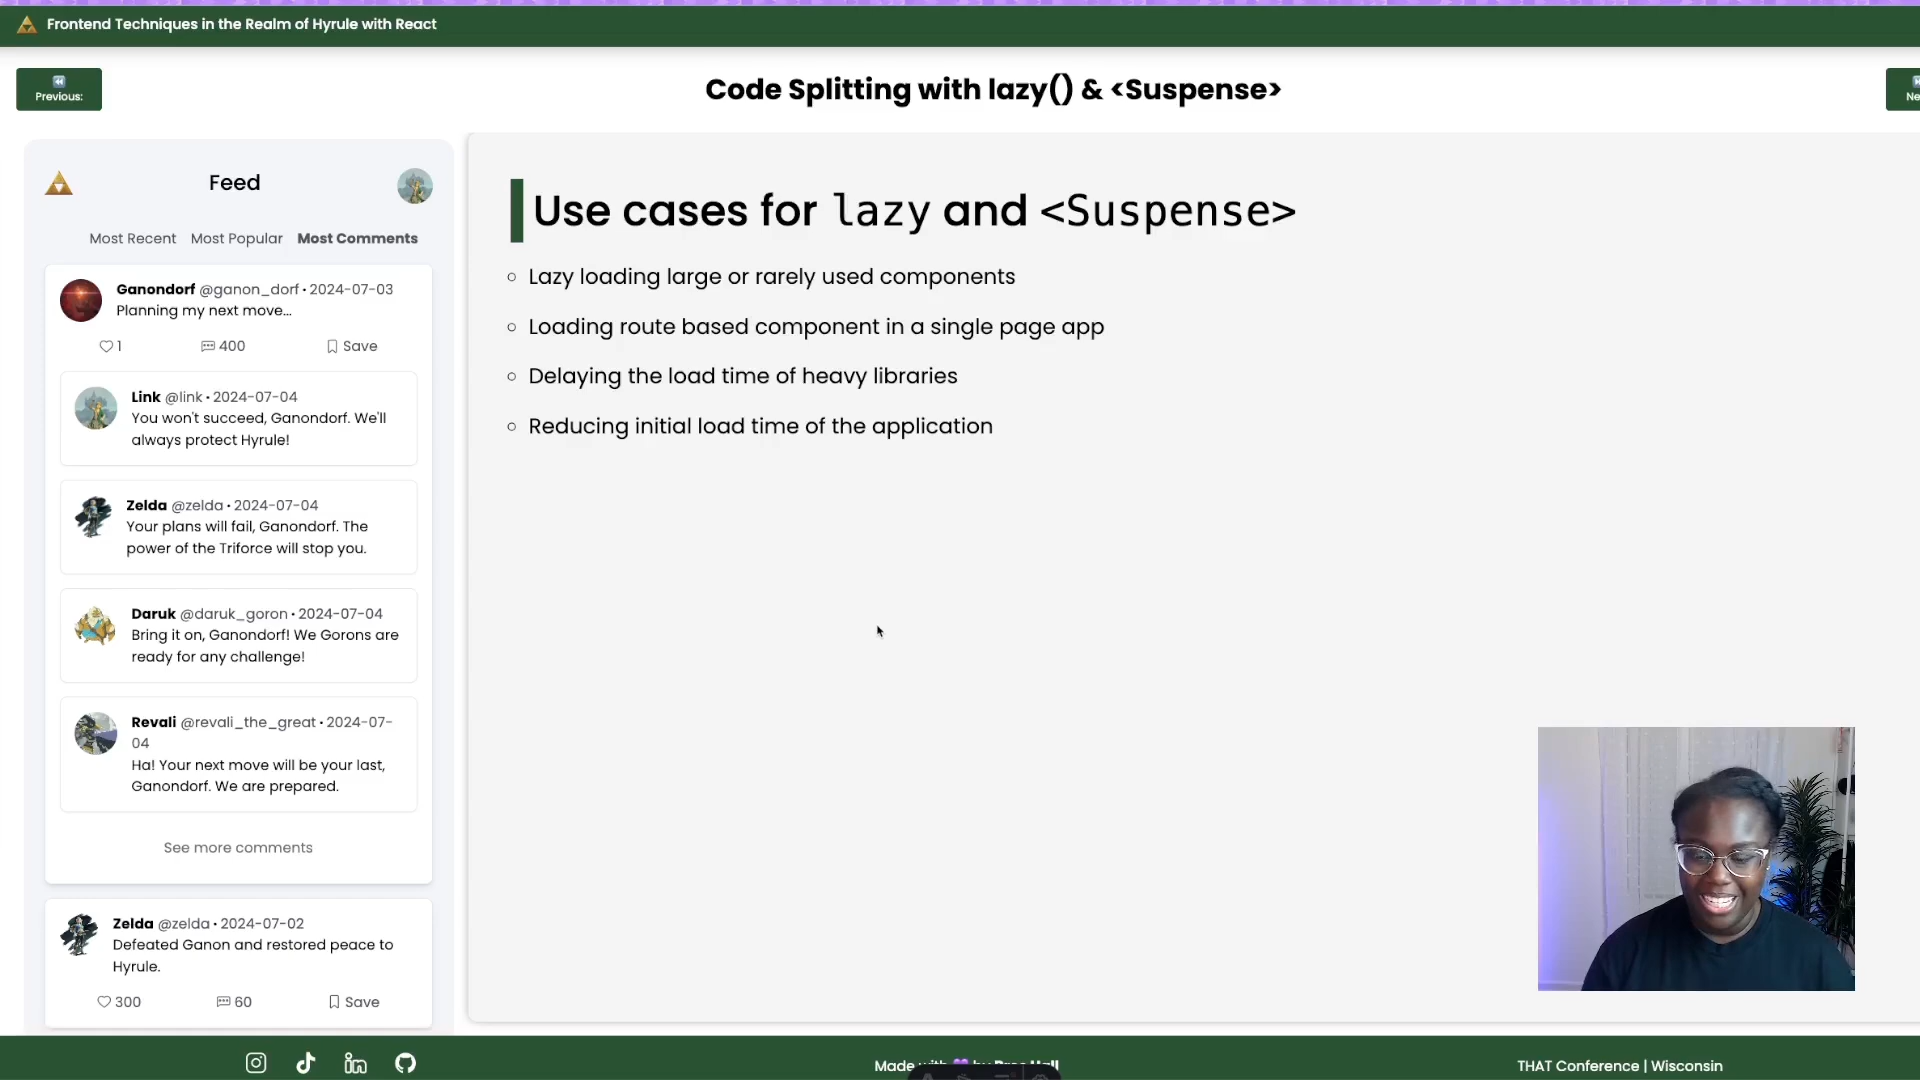 Frontend Techniques in the Realm of Hyrule with React
Previous:
Code Splitting with lazy() & <Suspense>
Feed
Most Recent Most Popular Most Comments
Ganondorf @ganon_dorf • 2024-07-03
Planning my next move...
1 400 Save
Link @link • 2024-07-04
You won't succeed, Ganondorf. We'll
always protect Hyrule!
Zelda @zelda • 2024-07-04
Your plans will fail, Ganondorf. The
power of the Triforce will stop you.
Daruk @daruk_goron • 2024-07-04
Bring it on, Ganondorf! We Gorons are
ready for any challenge!
Revali @revali_the_great • 2024-07-
04
Ha! Your next move will be your last,
Ganondorf. We are prepared.
See more comments
Zelda @zelda • 2024-07-02
Defeated Ganon and restored peace to
Hyrule.
300 60 Save
Use cases for lazy and <Suspense>
Lazy loading large or rarely used components
Loading route based component in a single page app
Delaying the load time of heavy libraries
Reducing initial load time of the application
Made with 💜 by
THAT Conference | Wisconsin